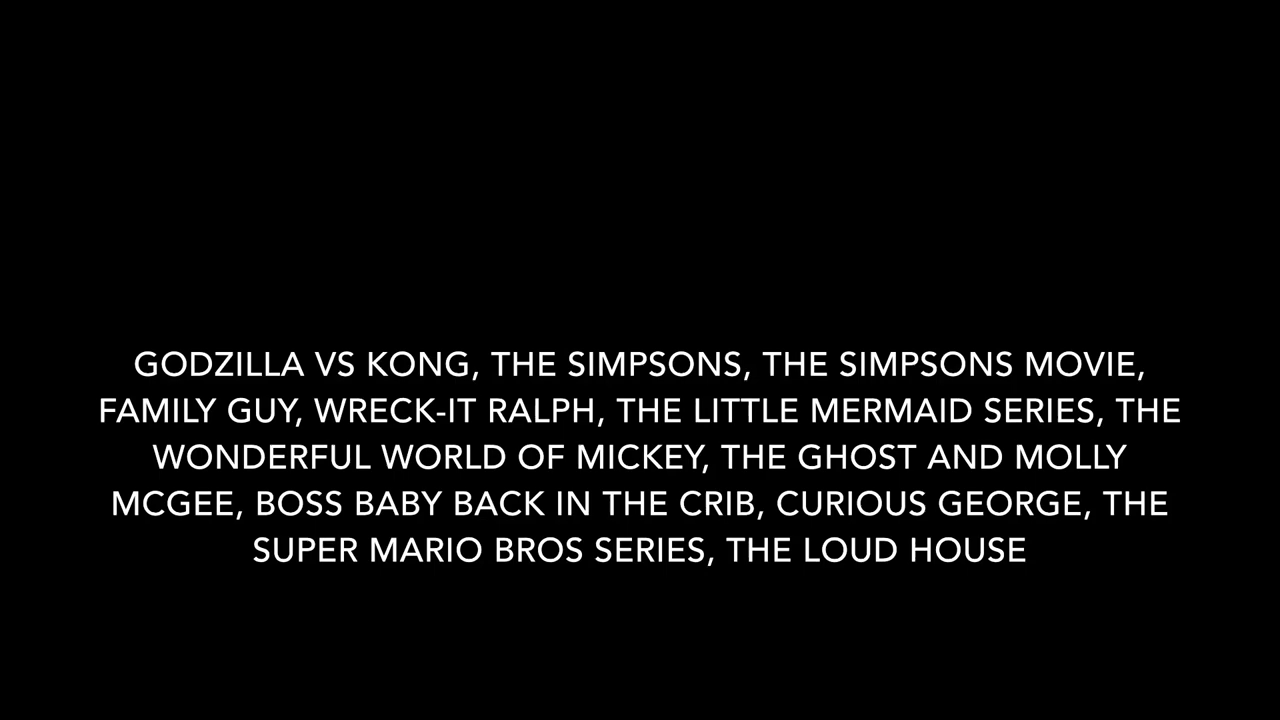 GODZILLA VS KONG, THE SIMPSONS, THE SIMPSONS MOVIE,
FAMILY GUY, WRECK-IT RALPH, THE LITTLE MERMAID SERIES, THE
WONDERFUL WORLD OF MICKEY, THE GHOST AND MOLLY
MCGEE, BOSS BABY BACK IN THE CRIB, CURIOUS GEORGE, THE
SUPER MARIO BROS SERIES, THE LOUD HOUSE